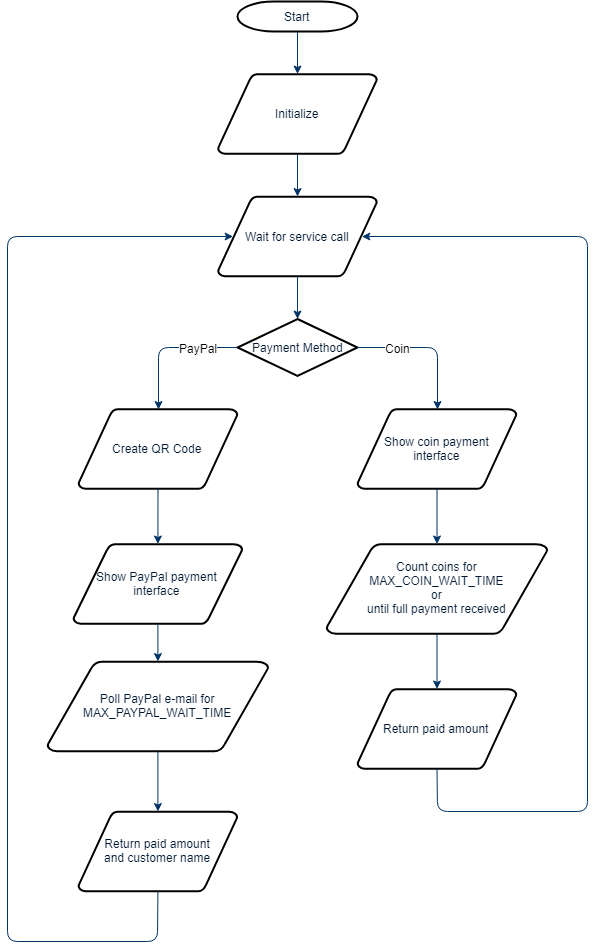 Start
Initialize
Wait for service call
Payment Method
PayPal
Coin
Create QR Code
Show coin payment
interface
Show PayPal payment
interface
Count coins for
MAX_COIN_WAIT_TIME
or
until full payment received
Poll PayPal e-mail for
MAX_PAYPAL_WAIT_TIME
Return paid amount
Return paid amount
and customer name